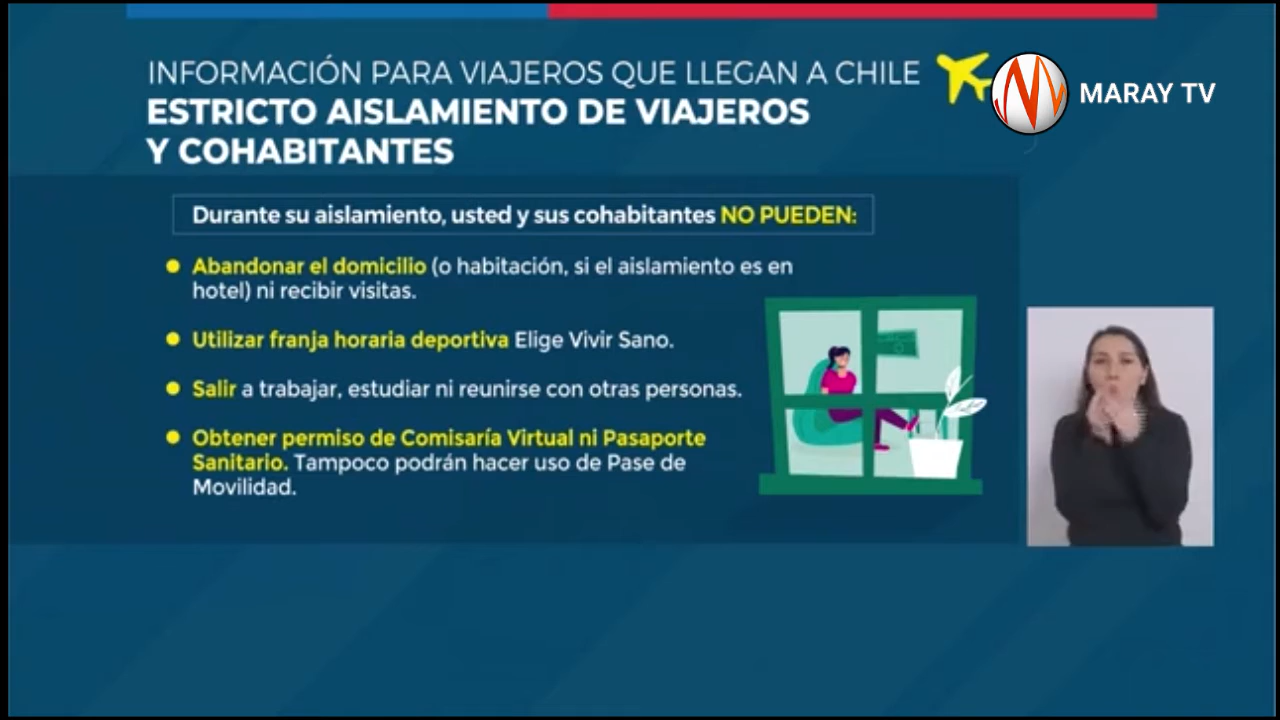 INFORMACIÓN PARA VIAJEROS QUE LLEGAN A CHILE
ESTRICTO AISLAMIENTO DE VIAJEROS
Y COHABITANTES
MARAY TV
Durante su aislamiento, usted y sus cohabitantes NO PUEDEN:
Abandonar el domicilio (o habitación, si el aislamiento es en
hotel) ni recibir visitas.
Utilizar franja horaria deportiva Elige Vivir Sano.
Salir a trabajar, estudiar ni reunirse con otras personas.
Obtener permiso de Comisaría Virtual ni Pasaporte
Sanitario. Tampoco podrán hacer uso de Pase de
Movilidad.